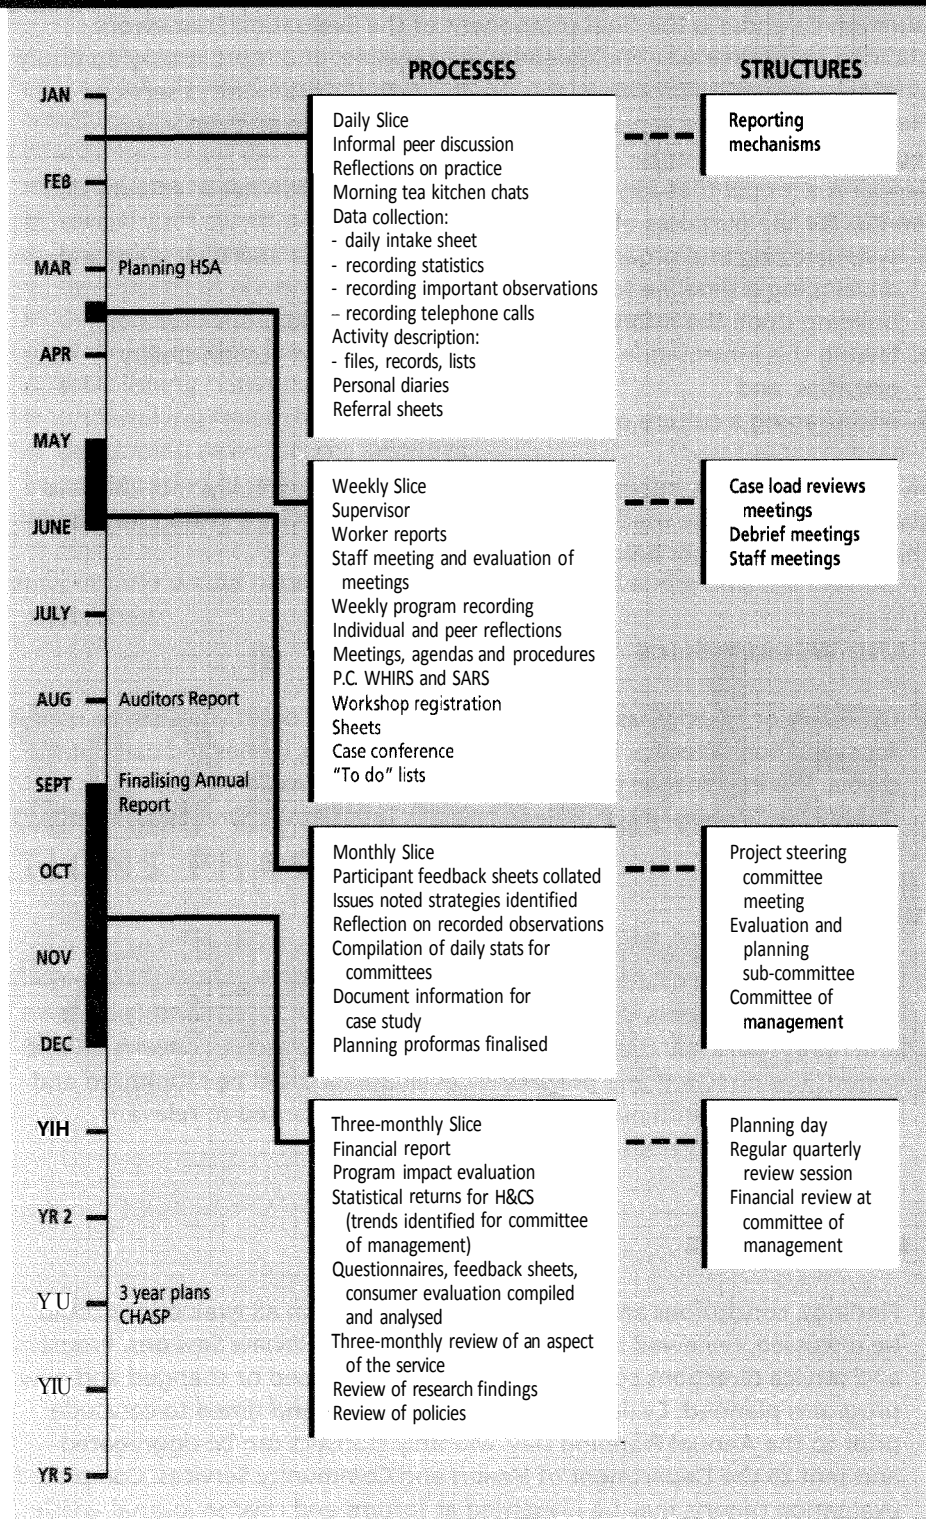 PROCESSES
STRUCTURES
JAN
FEB
MAR
Planning HSA
APR
MAY
JUNE
JULY
AUG
Auditors Report
SEPT
Finalising Annual
Report
OCT
NOV
DEC
YIH
YR 2
Y U
3 year plans
CHASP
YIU
YR 5
Daily Slice
Informal peer discussion
Reflections on practice
Morning tea kitchen chats
Data collection:
- daily intake sheet
- recording statistics
- recording important observations
– recording telephone calls
Activity description:
- files, records, lists
Personal diaries
Referral sheets
Reporting
mechanisms
Weekly Slice
Supervisor
Worker reports
Staff meeting and evaluation of
meetings
Weekly program recording
Individual and peer reflections
Meetings, agendas and procedures
P.C. WHIRS and SARS
Workshop registration
Sheets
Case conference
"To do" lists
Case load reviews
meetings
Debrief meetings
Staff meetings
Monthly Slice
Participant feedback sheets collated
Issues noted strategies identified
Reflection on recorded observations
Compilation of daily stats for
committees
Document information for
case study
Planning proformas finalised
Project steering
committee
meeting
Evaluation and
planning
sub-committee
Committee of
management
Three-monthly Slice
Financial report
Program impact evaluation
Statistical returns for H&CS
(trends identified for committee
of management)
Questionnaires, feedback sheets,
consumer evaluation compiled
and analysed
Three-monthly review of an aspect
of the service
Review of research findings
Review of policies
Planning day
Regular quarterly
review session
Financial review at
committee of
management